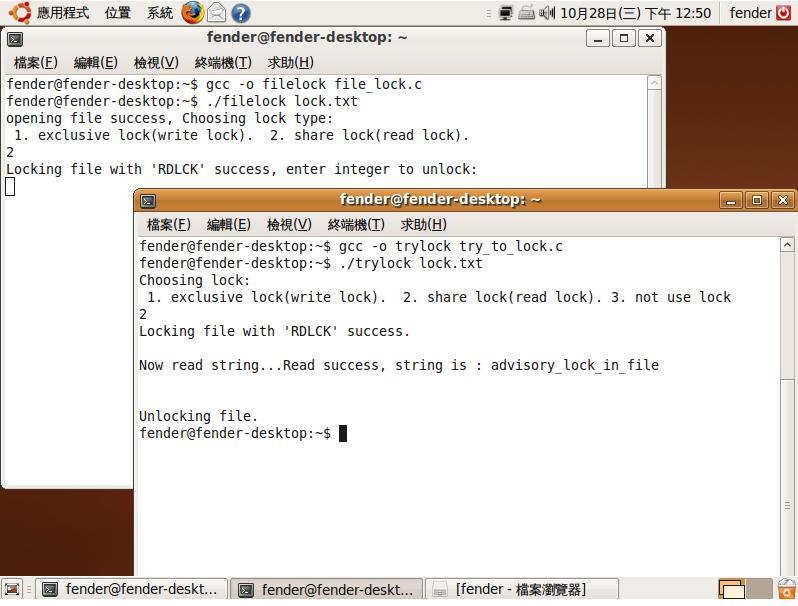 應用程式 位置 系統 10月28日(三) 下午 12:50 fender
fender@fender-desktop: ~
檔案(F) 編輯(E) 檢視(V) 終端機(T) 求助(H)
fender@fender-desktop:~$ gcc -o filelock file_lock.c
fender@fender-desktop:~$ ./filelock lock.txt
opening file success, Choosing lock type:
 1. exclusive lock(write lock).  2. share lock(read lock).
2
Locking file with 'RDLCK' success, enter integer to unlock:
fender@fender-desktop: ~
檔案(F) 編輯(E) 檢視(V) 終端機(T) 求助(H)
fender@fender-desktop:~$ gcc -o trylock try_to_lock.c
fender@fender-desktop:~$ ./trylock lock.txt
Choosing lock:
 1. exclusive lock(write lock).  2. share lock(read lock). 3. not use lock
2
Locking file with 'RDLCK' success.
Now read string...Read success, string is : advisory_lock_in_file
Unlocking file.
fender@fender-desktop:~$
fender@fender-deskt... fender@fender-deskt... [fender - 檔案瀏覽器]